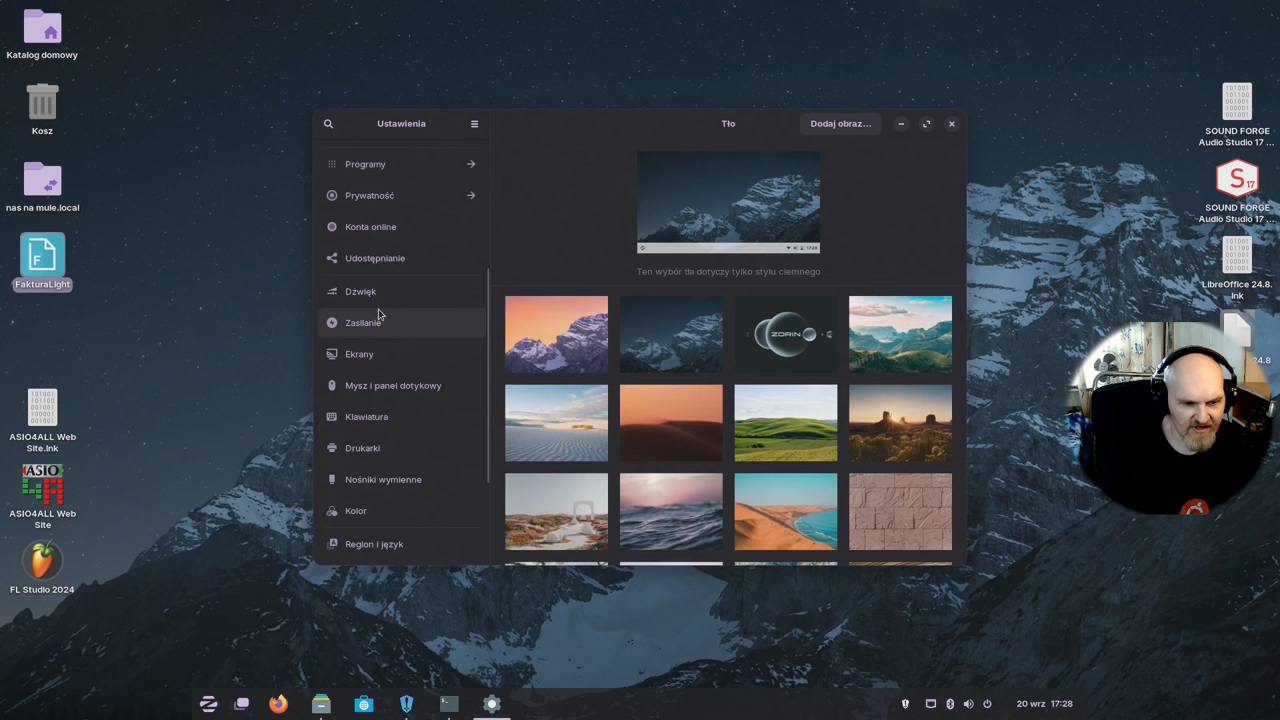 Katalog domowy
Kosz
nas na mule.local
FakturaLight
ASIO4ALL Web
Site.lnk
ASIO
ASIO4ALL Web
Site
FL Studio 2024
Ustawienia
Programy
Prywatność
Konta online
Udostępnianie
Dźwięk
Zasilanie
Ekrany
Mysz i panel dotykowy
Klawiatura
Drukarki
Nośniki wymienne
Kolor
Region i język
Tło
Dodaj obraz…
Ten wybór tła dotyczy tylko stylu ciemnego
ZORIN
SOUND FORGE
Audio Studio 17 ...
S17
SOUND FORGE
Audio Studio 17 ...
LibreOffice 24.8.
lnk
24.8
20 wrz 17:28